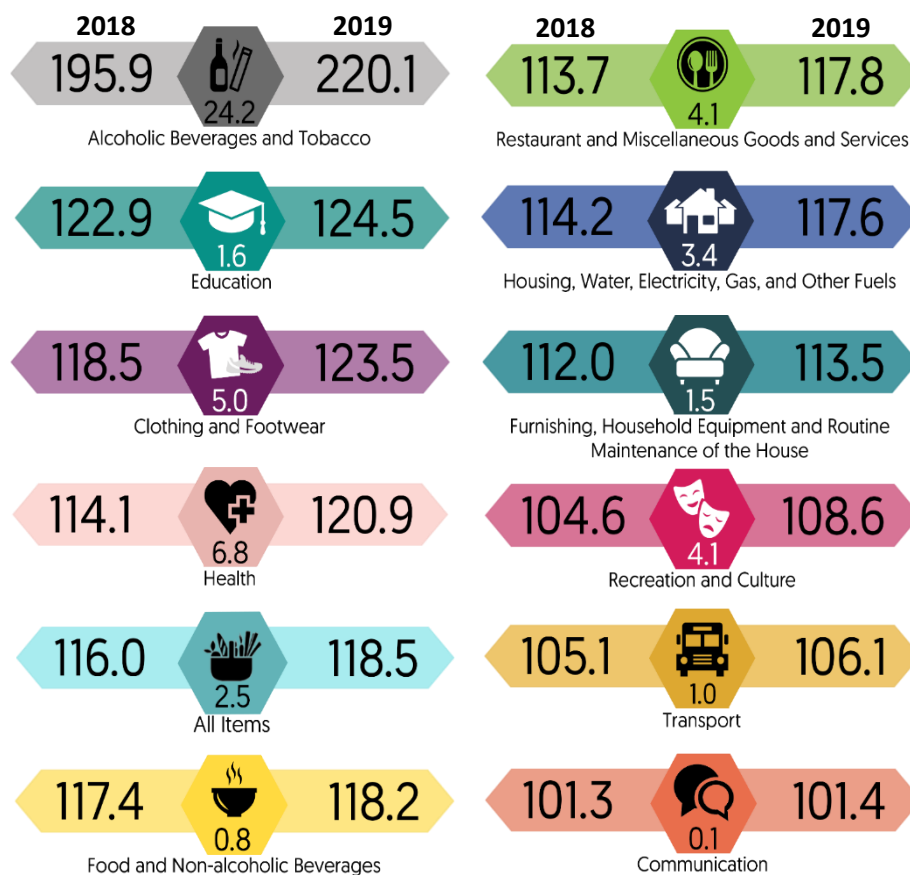 2018 2019
195.9 24.2 220.1
Alcoholic Beverages and Tobacco
122.9 1.6 124.5
Education
118.5 5.0 123.5
Clothing and Footwear
114.1 6.8 120.9
Health
116.0 2.5 118.5
All Items
117.4 0.8 118.2
Food and Non-alcoholic Beverages
2018 2019
113.7 4.1 117.8
Restaurant and Miscellaneous Goods and Services
114.2 3.4 117.6
Housing, Water, Electricity, Gas, and Other Fuels
112.0 1.5 113.5
Furnishing, Household Equipment and Routine
Maintenance of the House
104.6 4.1 108.6
Recreation and Culture
105.1 1.0 106.1
Transport
101.3 0.1 101.4
Communication